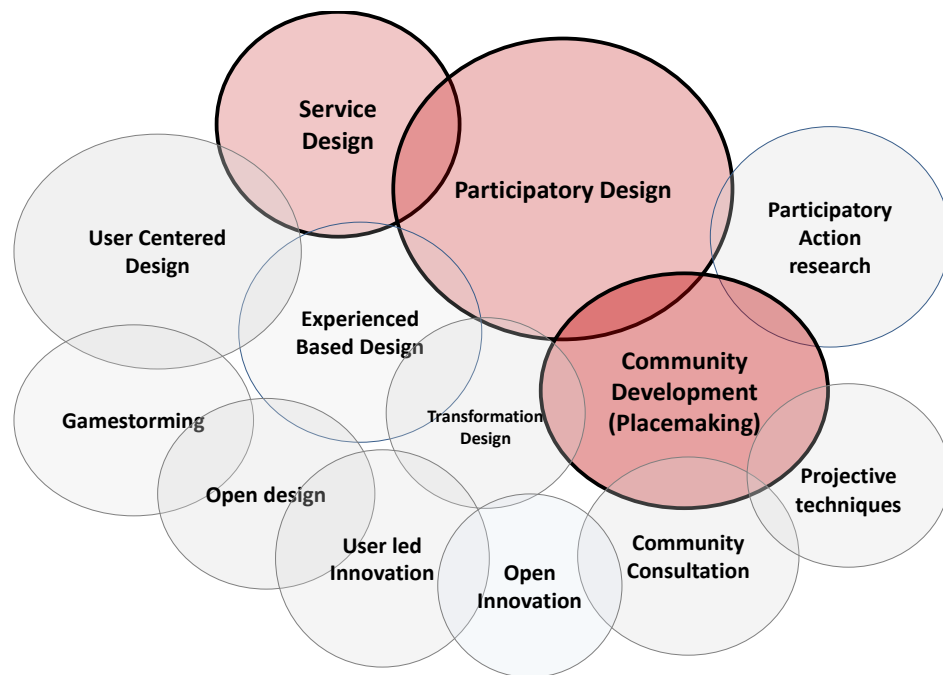 Service
Design
Participatory Design
Participatory
Action
research
User Centered
Design
Experienced
Based Design
Community
Development
(Placemaking)
Gamestorming
Transformation
Design
Projective
techniques
Open design
User led
Innovation
Open
Innovation
Community
Consultation